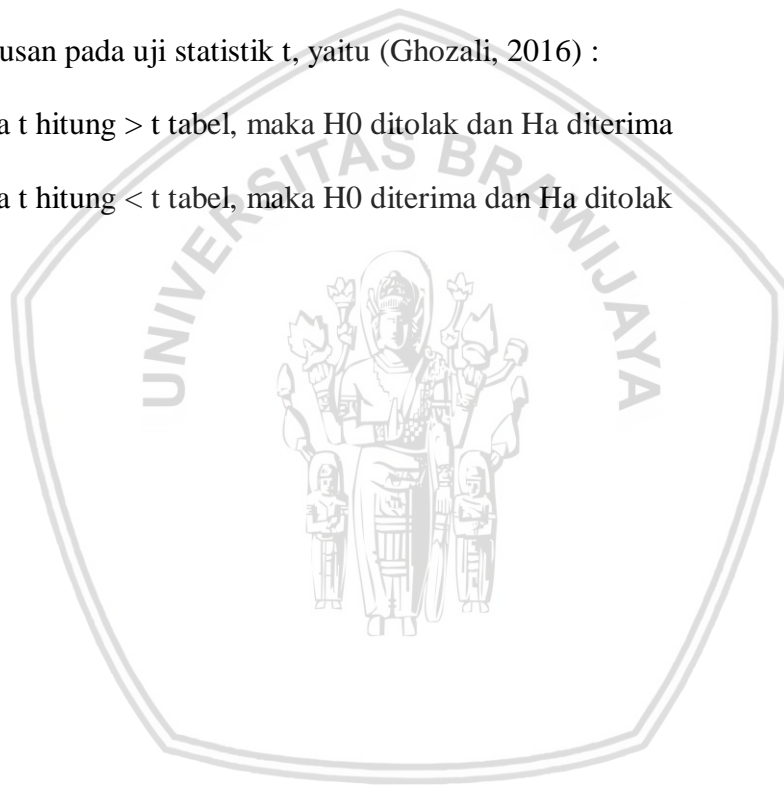 usan pada uji statistik t, yaitu (Ghozali, 2016) :
a t hitung > t tabel, maka H0 ditolak dan Ha diterima
a t hitung < t tabel, maka H0 diterima dan Ha ditolak
UNIVERSITAS BRAWIJAYA